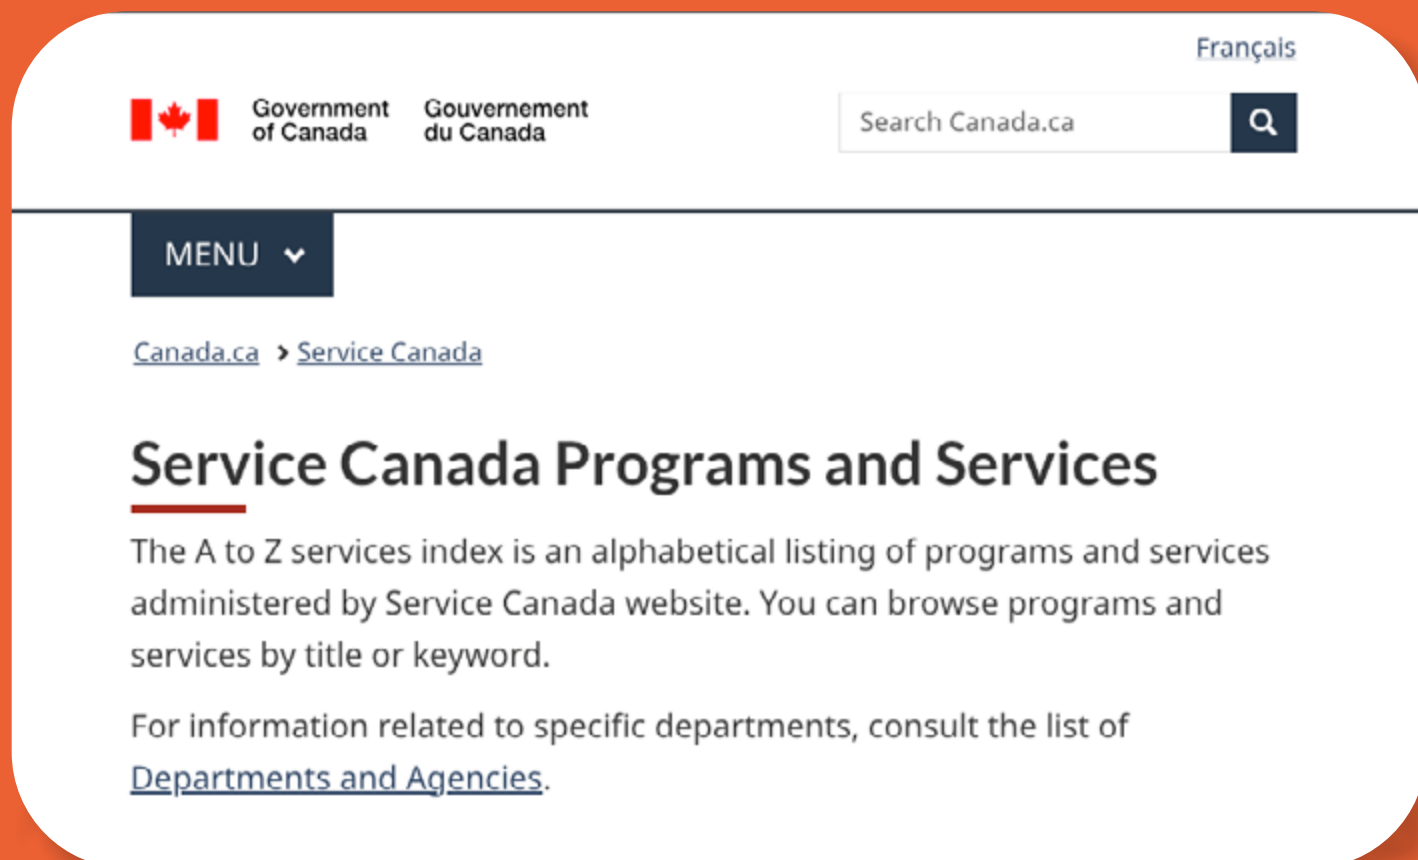 Français
Government of Canada
Gouvernement du Canada
Search Canada.ca
MENU
Canada.ca > Service Canada
Service Canada Programs and Services
The A to Z services index is an alphabetical listing of programs and services
administered by Service Canada website. You can browse programs and
services by title or keyword.
For information related to specific departments, consult the list of
Departments and Agencies.